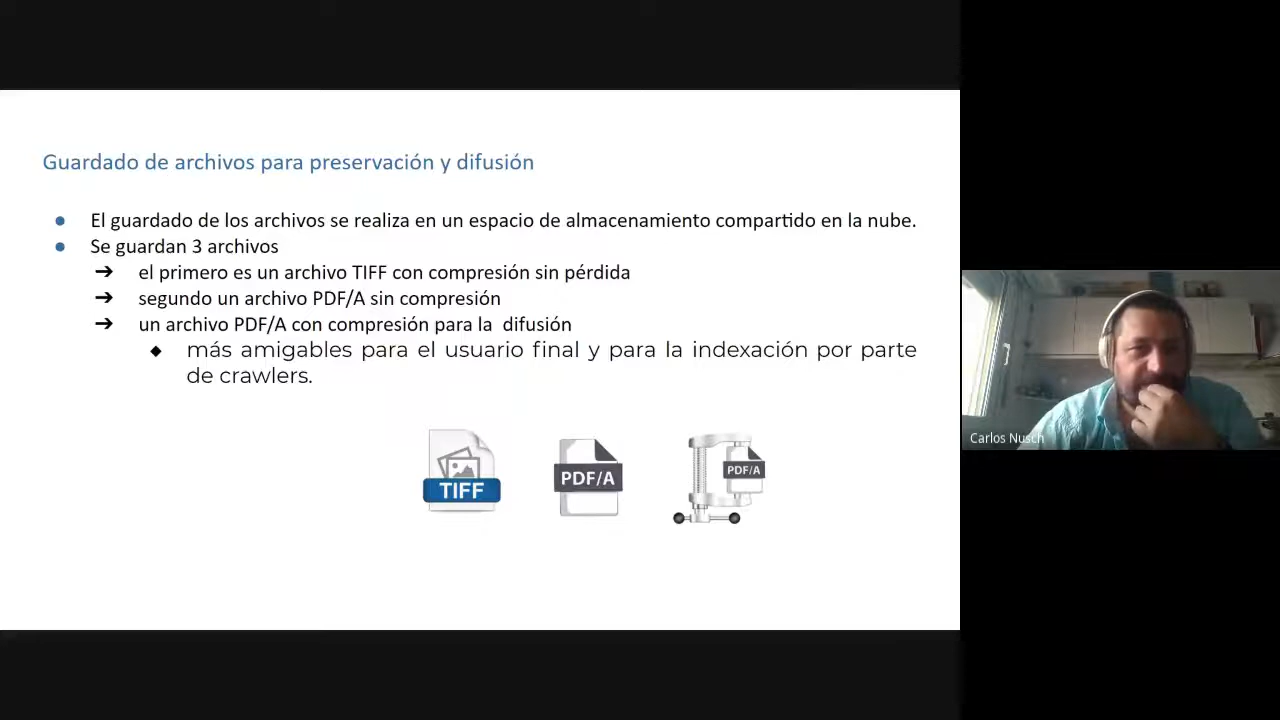 Guardado de archivos para preservación y difusión
● El guardado de los archivos se realiza en un espacio de almacenamiento compartido en la nube.
● Se guardan 3 archivos
➔ el primero es un archivo TIFF con compresión sin pérdida
➔ segundo un archivo PDF/A sin compresión
➔ un archivo PDF/A con compresión para la difusión
◆ más amigables para el usuario final y para la indexación por parte
de crawlers.
TIFF
PDF/A
PDF/A
Carlos Nusch